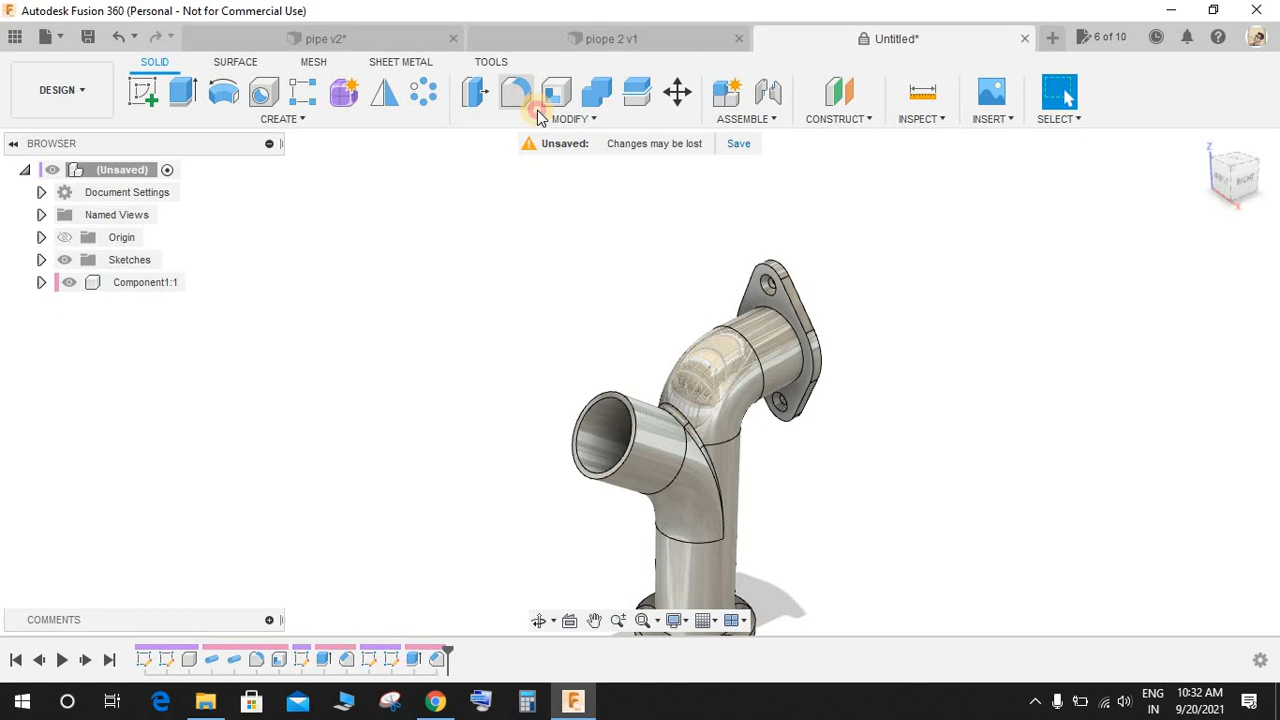 Autodesk Fusion 360 (Personal - Not for Commercial Use)
pipe v2*
piope 2 v1
Untitled*
6 of 10
SOLID
SURFACE
MESH
SHEET METAL
TOOLS
DESIGN
CREATE
MODIFY
ASSEMBLE
CONSTRUCT
INSPECT
INSERT
SELECT
BROWSER
Unsaved: Changes may be lost Save
(Unsaved)
Document Settings
Named Views
Origin
Sketches
Component1:1
Z
RIGHT
X
COMMENTS
ENG
IN
10:32 AM
9/20/2021